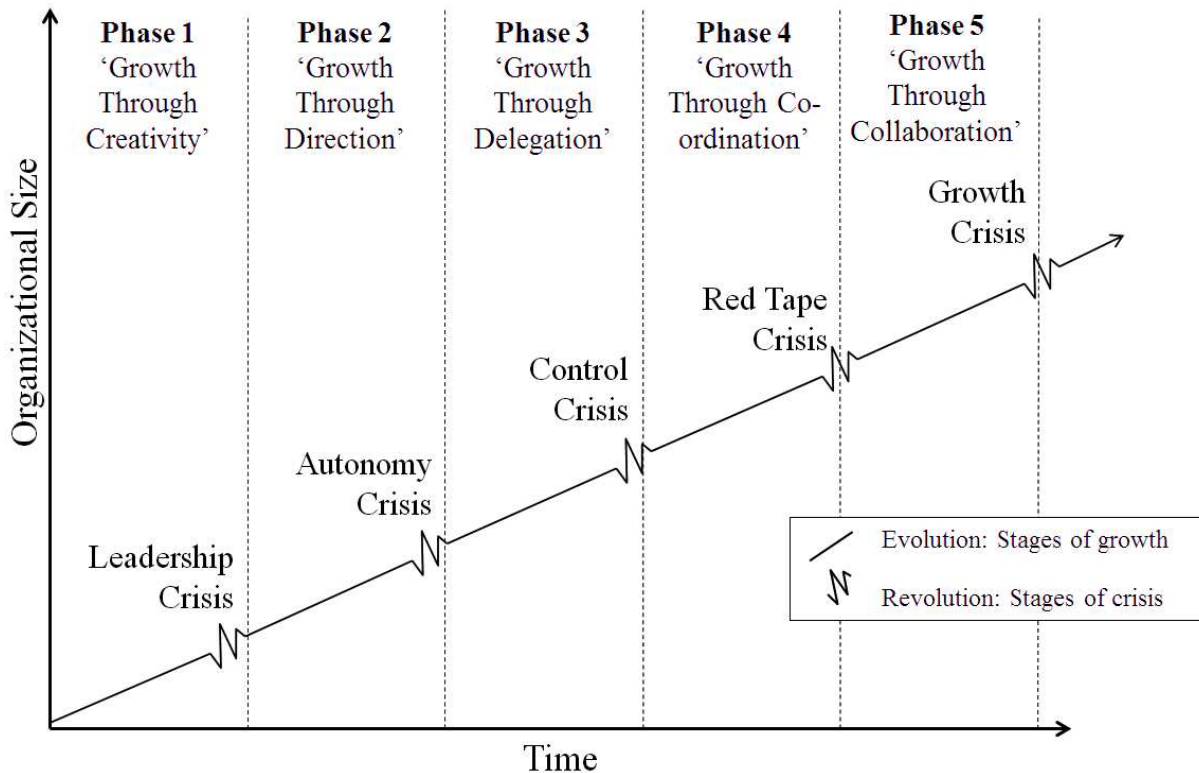 Phase 1
‘Growth
Through
Creativity’
Phase 2
‘Growth
Through
Direction’
Phase 3
‘Growth
Through
Delegation’
Phase 4
‘Growth
Through Co-
ordination’
Phase 5
‘Growth
Through
Collaboration’
Organizational Size
Growth
Crisis
Red Tape
Crisis
Control
Crisis
Autonomy
Crisis
Leadership
Crisis
Evolution: Stages of growth
Revolution: Stages of crisis
Time